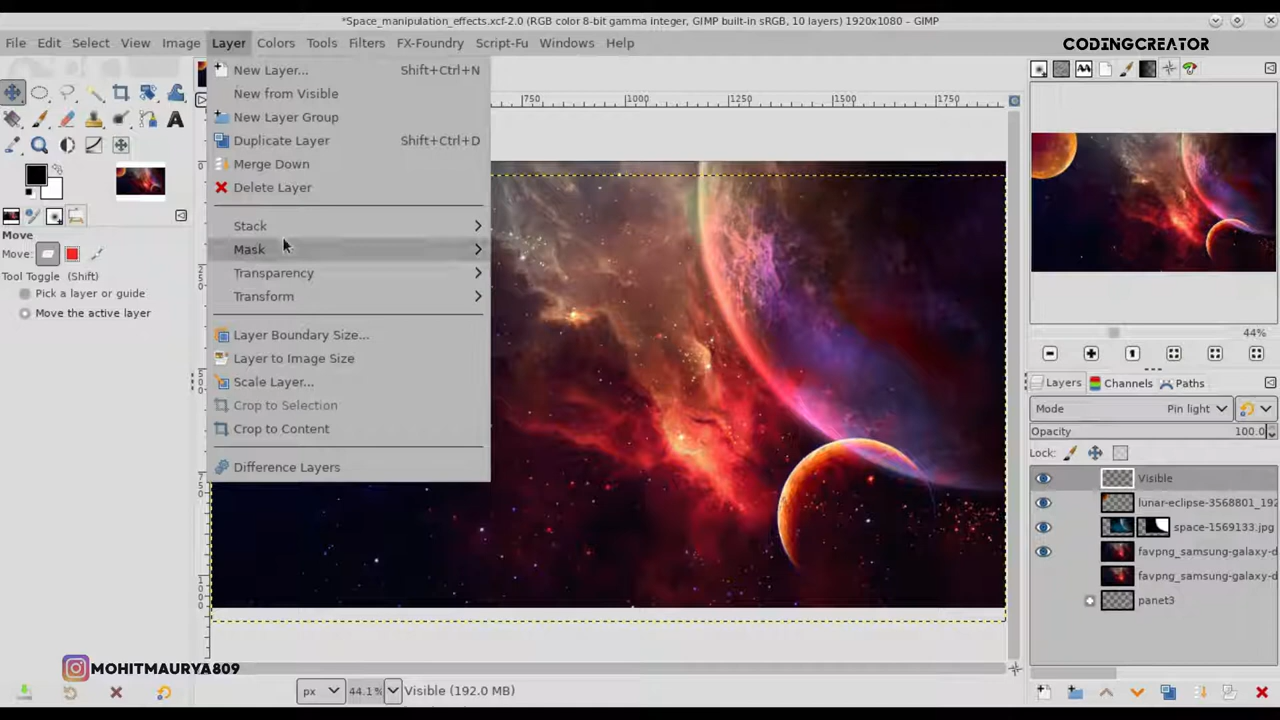 *Space_manipulation_effects.xcf-2.0 (RGB color 8-bit gamma integer, GIMP built-in sRGB, 10 layers) 1920x1080 – GIMP
File Edit Select View Image Layer Colors Tools Filters FX-Foundry Script-Fu Windows Help
CODINGCREATOR
New Layer... Shift+Ctrl+N
New from Visible
New Layer Group
Duplicate Layer Shift+Ctrl+D
Merge Down
Delete Layer
Stack
Mask
Transparency
Transform
Layer Boundary Size...
Layer to Image Size
Scale Layer...
Crop to Selection
Crop to Content
Difference Layers
750 1000 1250 1500 1750
Move
Move:
Tool Toggle (Shift)
Pick a layer or guide
Move the active layer
44%
Layers Channels Paths
Mode Pin light
Opacity 100.0
Lock:
Visible
lunar-eclipse-3568801_192
space-1569133.jpg
favpng_samsung-galaxy-d
favpng_samsung-galaxy-d
panet3
MOHITMAURYA809
px 44.1% Visible (192.0 MB)